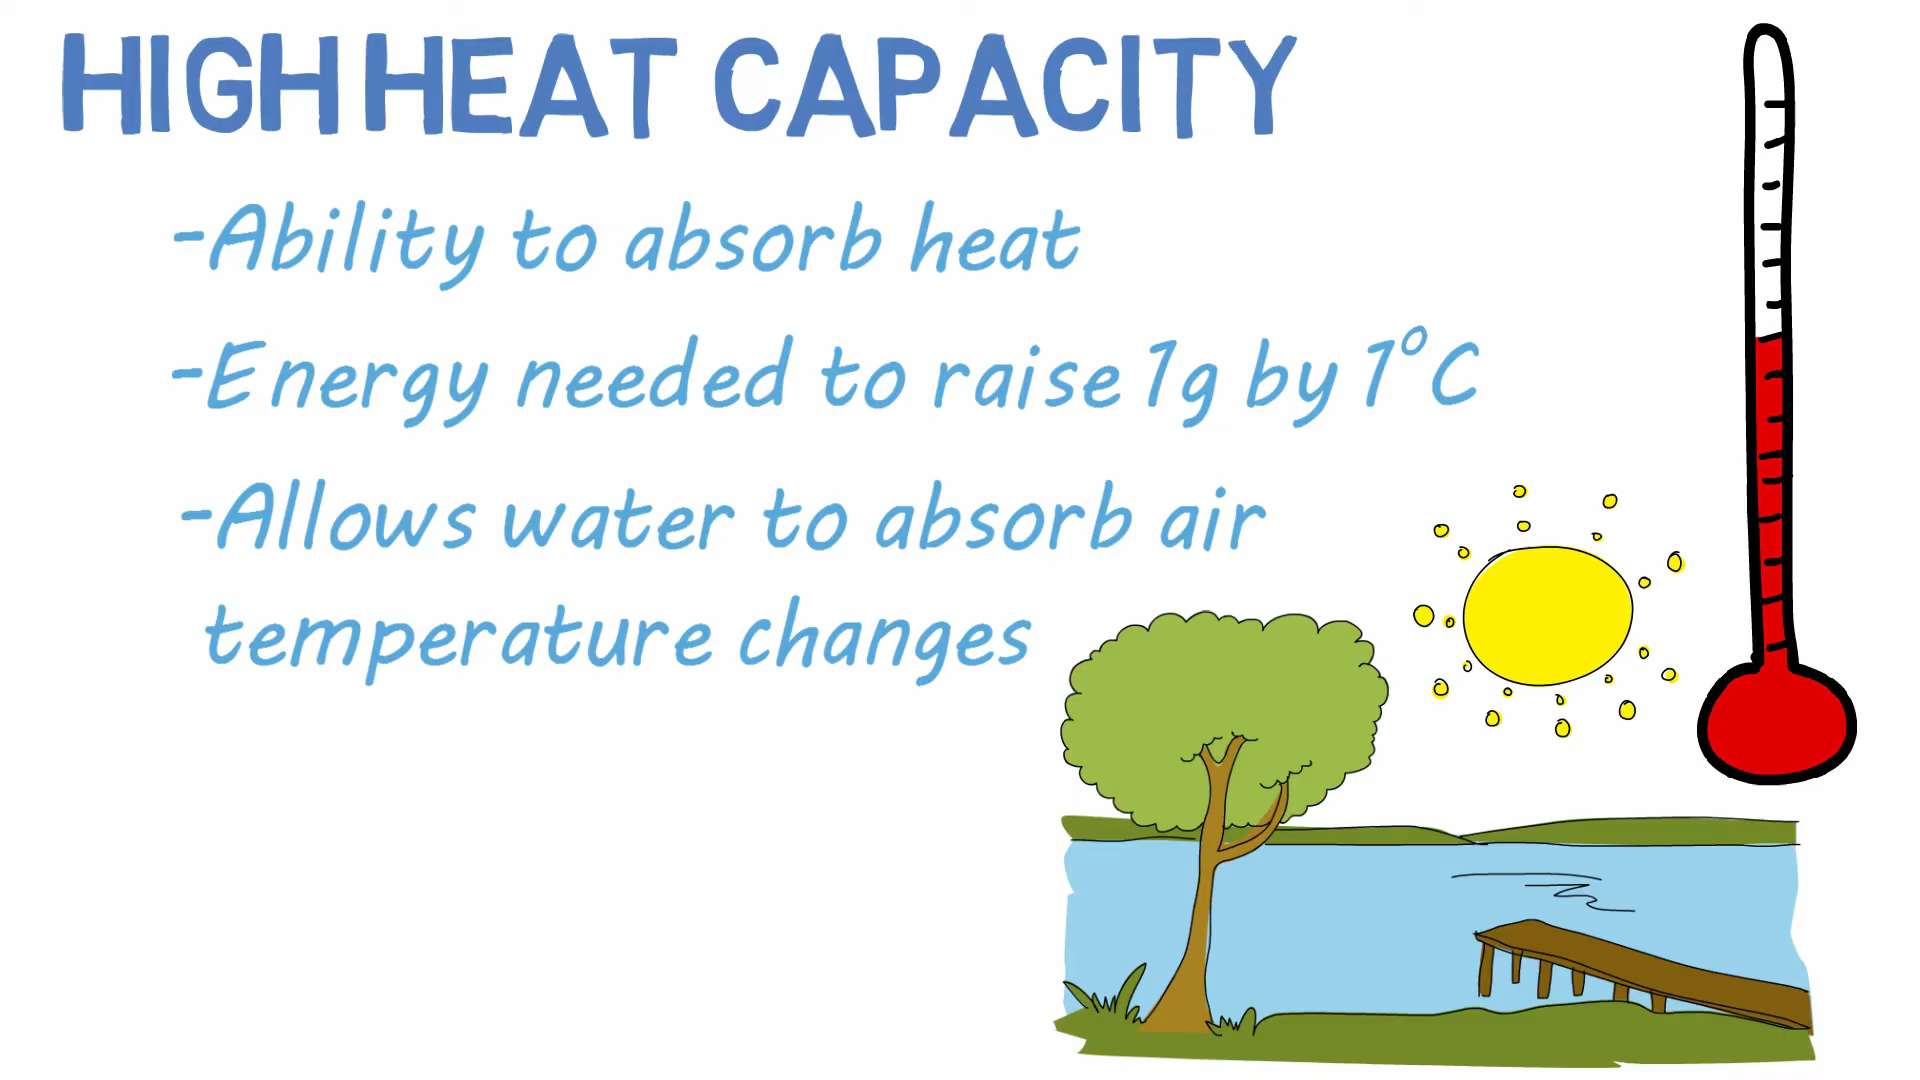 HIGH HEAT CAPACITY
-Ability to absorb heat
-Energy needed to raise 1g by 1°C
-Allows water to absorb air
temperature changes